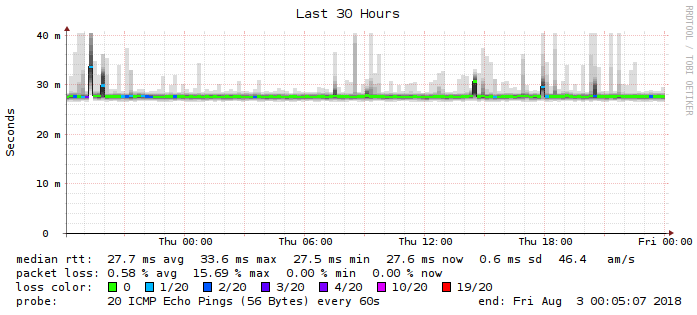 Last 30 Hours
RRDTOOL / TOBI OETIKER
Seconds
40 m
30 m
20 m
10 m
0
Thu 00:00 Thu 06:00 Thu 12:00 Thu 18:00 Fri 00:00
median rtt: 27.7 ms avg 33.6 ms max 27.5 ms min 27.6 ms now 0.6 ms sd 46.4 am/s
packet loss: 0.58 % avg 15.69 % max 0.00 % min 0.00 % now
loss color: 0 1/20 2/20 3/20 4/20 10/20 19/20
probe: 20 ICMP Echo Pings (56 Bytes) every 60s end: Fri Aug 3 00:05:07 2018